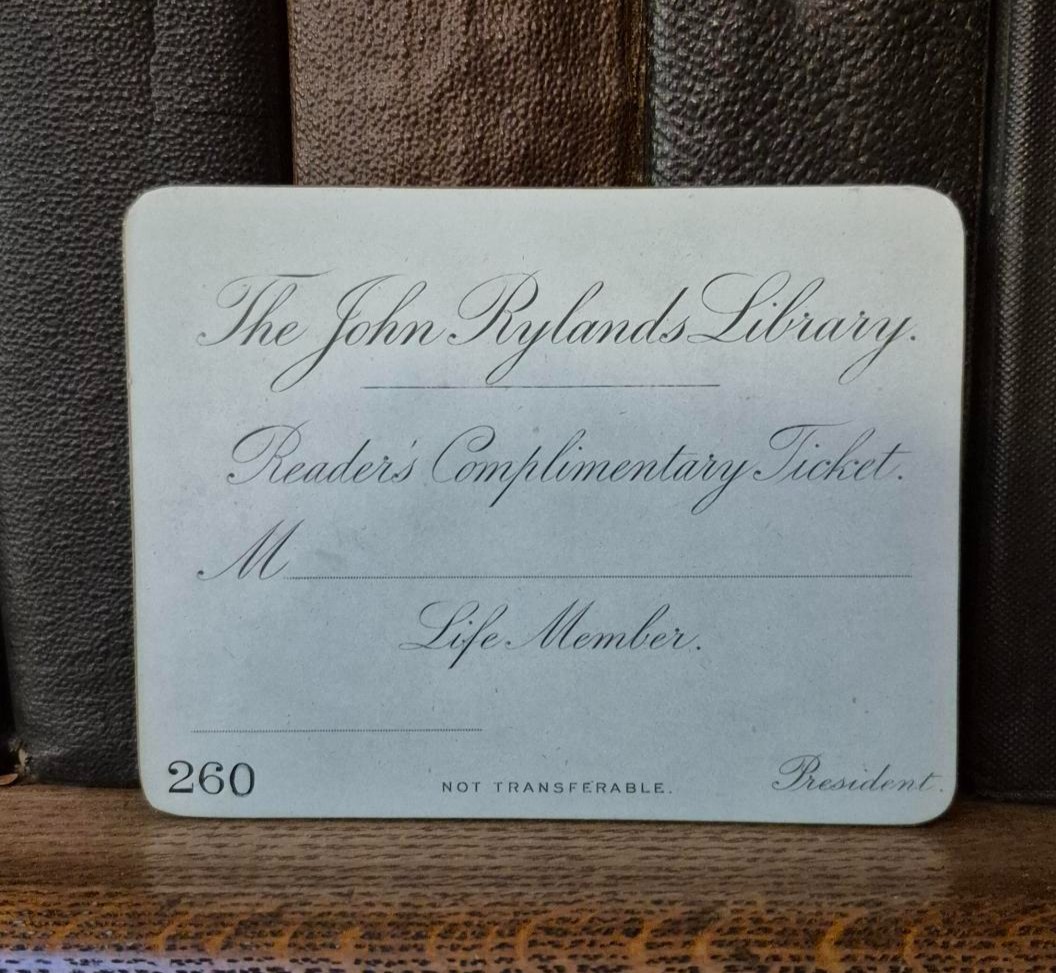 The John Rylands Library.
Reader's Complimentary Ticket.
M
Life Member.
260 NOT TRANSFERABLE. President.